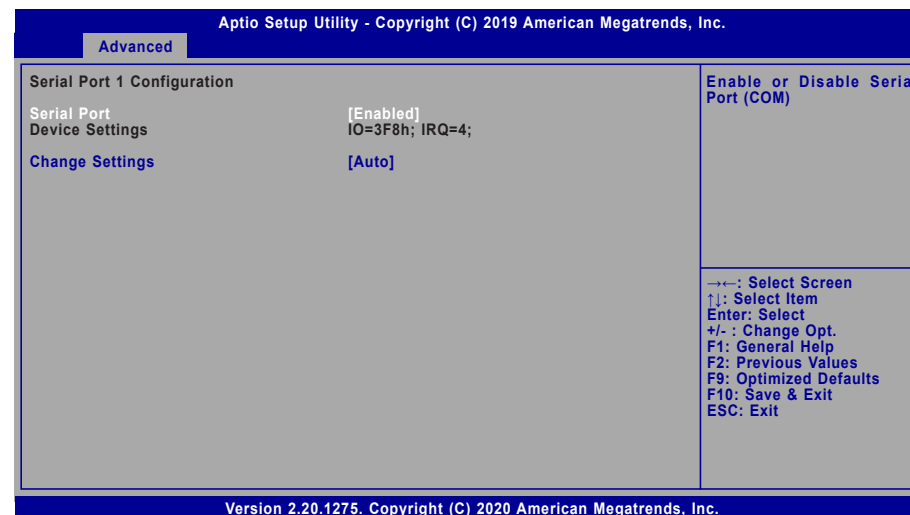 Aptio Setup Utility - Copyright (C) 2019 American Megatrends, Inc.
Advanced
Serial Port 1 Configuration
Serial Port [Enabled]
Device Settings IO=3F8h; IRQ=4;
Change Settings [Auto]
Enable or Disable Seria
Port (COM)
→←: Select Screen
↑↓: Select Item
Enter: Select
+/- : Change Opt.
F1: General Help
F2: Previous Values
F9: Optimized Defaults
F10: Save & Exit
ESC: Exit
Version 2.20.1275. Copyright (C) 2020 American Megatrends, Inc.